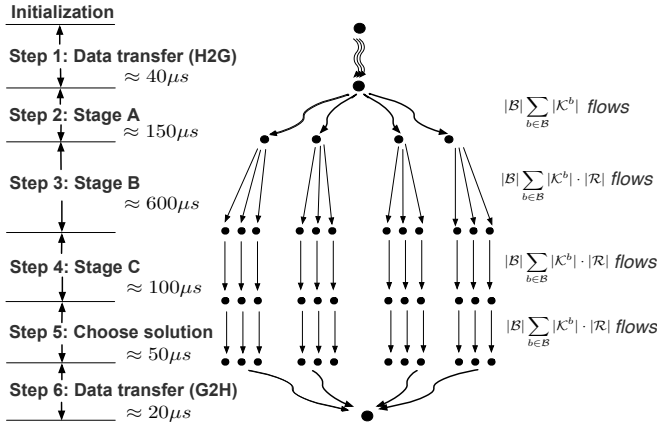 Initialization
Step 1: Data transfer (H2G)
≈ 40μs
Step 2: Stage A
≈ 150μs
|B| ∑_{b∈B} |K^b| flows
Step 3: Stage B
≈ 600μs
|B| ∑_{b∈B} |K^b| · |R| flows
Step 4: Stage C
≈ 100μs
|B| ∑_{b∈B} |K^b| · |R| flows
Step 5: Choose solution
≈ 50μs
|B| ∑_{b∈B} |K^b| · |R| flows
Step 6: Data transfer (G2H)
≈ 20μs